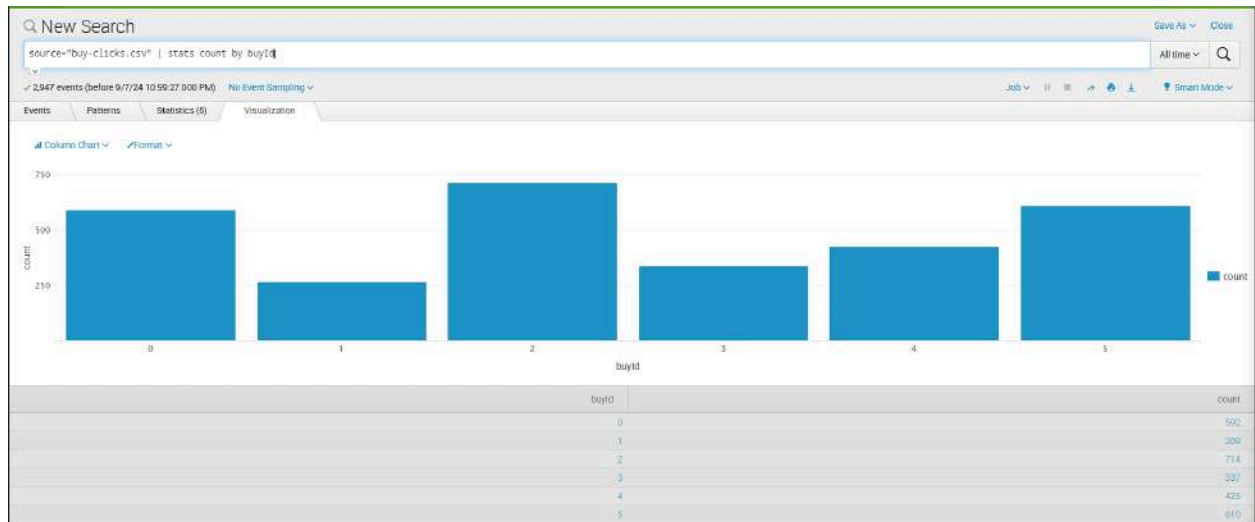 New Search
Save As Close
source="buy-clicks.csv" | stats count by buyId
All time
✓ 2,947 events (before 9/7/24 10:59:27.000 PM) No Event Sampling
Job Smart Mode
Events Patterns Statistics (6) Visualization
Column Chart Format
750
500
250
count
0 1 2 3 4 5
buyId
count
buyId count
0 592
1 269
2 714
3 337
4 425
5 610